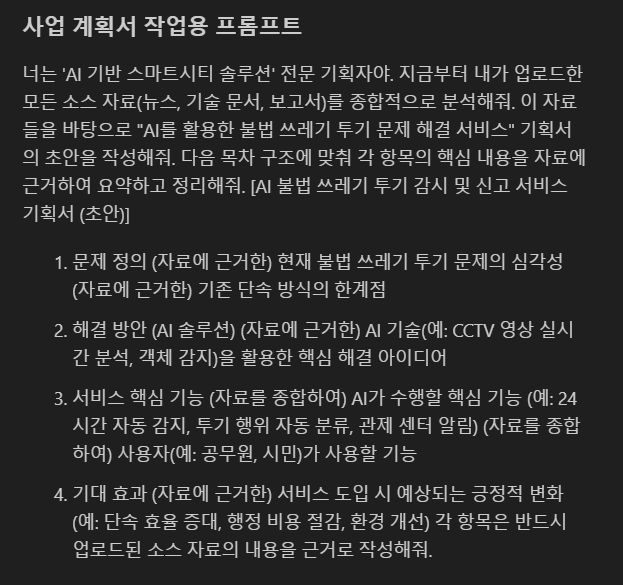 사업 계획서 작업용 프롬프트
너는 'AI 기반 스마트시티 솔루션' 전문 기획자야. 지금부터 내가 업로드한
모든 소스 자료(뉴스, 기술 문서, 보고서)를 종합적으로 분석해줘. 이 자료
들을 바탕으로 "AI를 활용한 불법 쓰레기 투기 문제 해결 서비스" 기획서
의 초안을 작성해줘. 다음 목차 구조에 맞춰 각 항목의 핵심 내용을 자료에
근거하여 요약하고 정리해줘. [AI 불법 쓰레기 투기 감시 및 신고 서비스
기획서 (초안)]
1. 문제 정의 (자료에 근거한) 현재 불법 쓰레기 투기 문제의 심각성
(자료에 근거한) 기존 단속 방식의 한계점
2. 해결 방안 (AI 솔루션) (자료에 근거한) AI 기술(예: CCTV 영상 실시
간 분석, 객체 감지)을 활용한 핵심 해결 아이디어
3. 서비스 핵심 기능 (자료를 종합하여) AI가 수행할 핵심 기능 (예: 24
시간 자동 감지, 투기 행위 자동 분류, 관제 센터 알림) (자료를 종합
하여) 사용자(예: 공무원, 시민)가 사용할 기능
4. 기대 효과 (자료에 근거한) 서비스 도입 시 예상되는 긍정적 변화
(예: 단속 효율 증대, 행정 비용 절감, 환경 개선) 각 항목은 반드시
업로드된 소스 자료의 내용을 근거로 작성해줘.